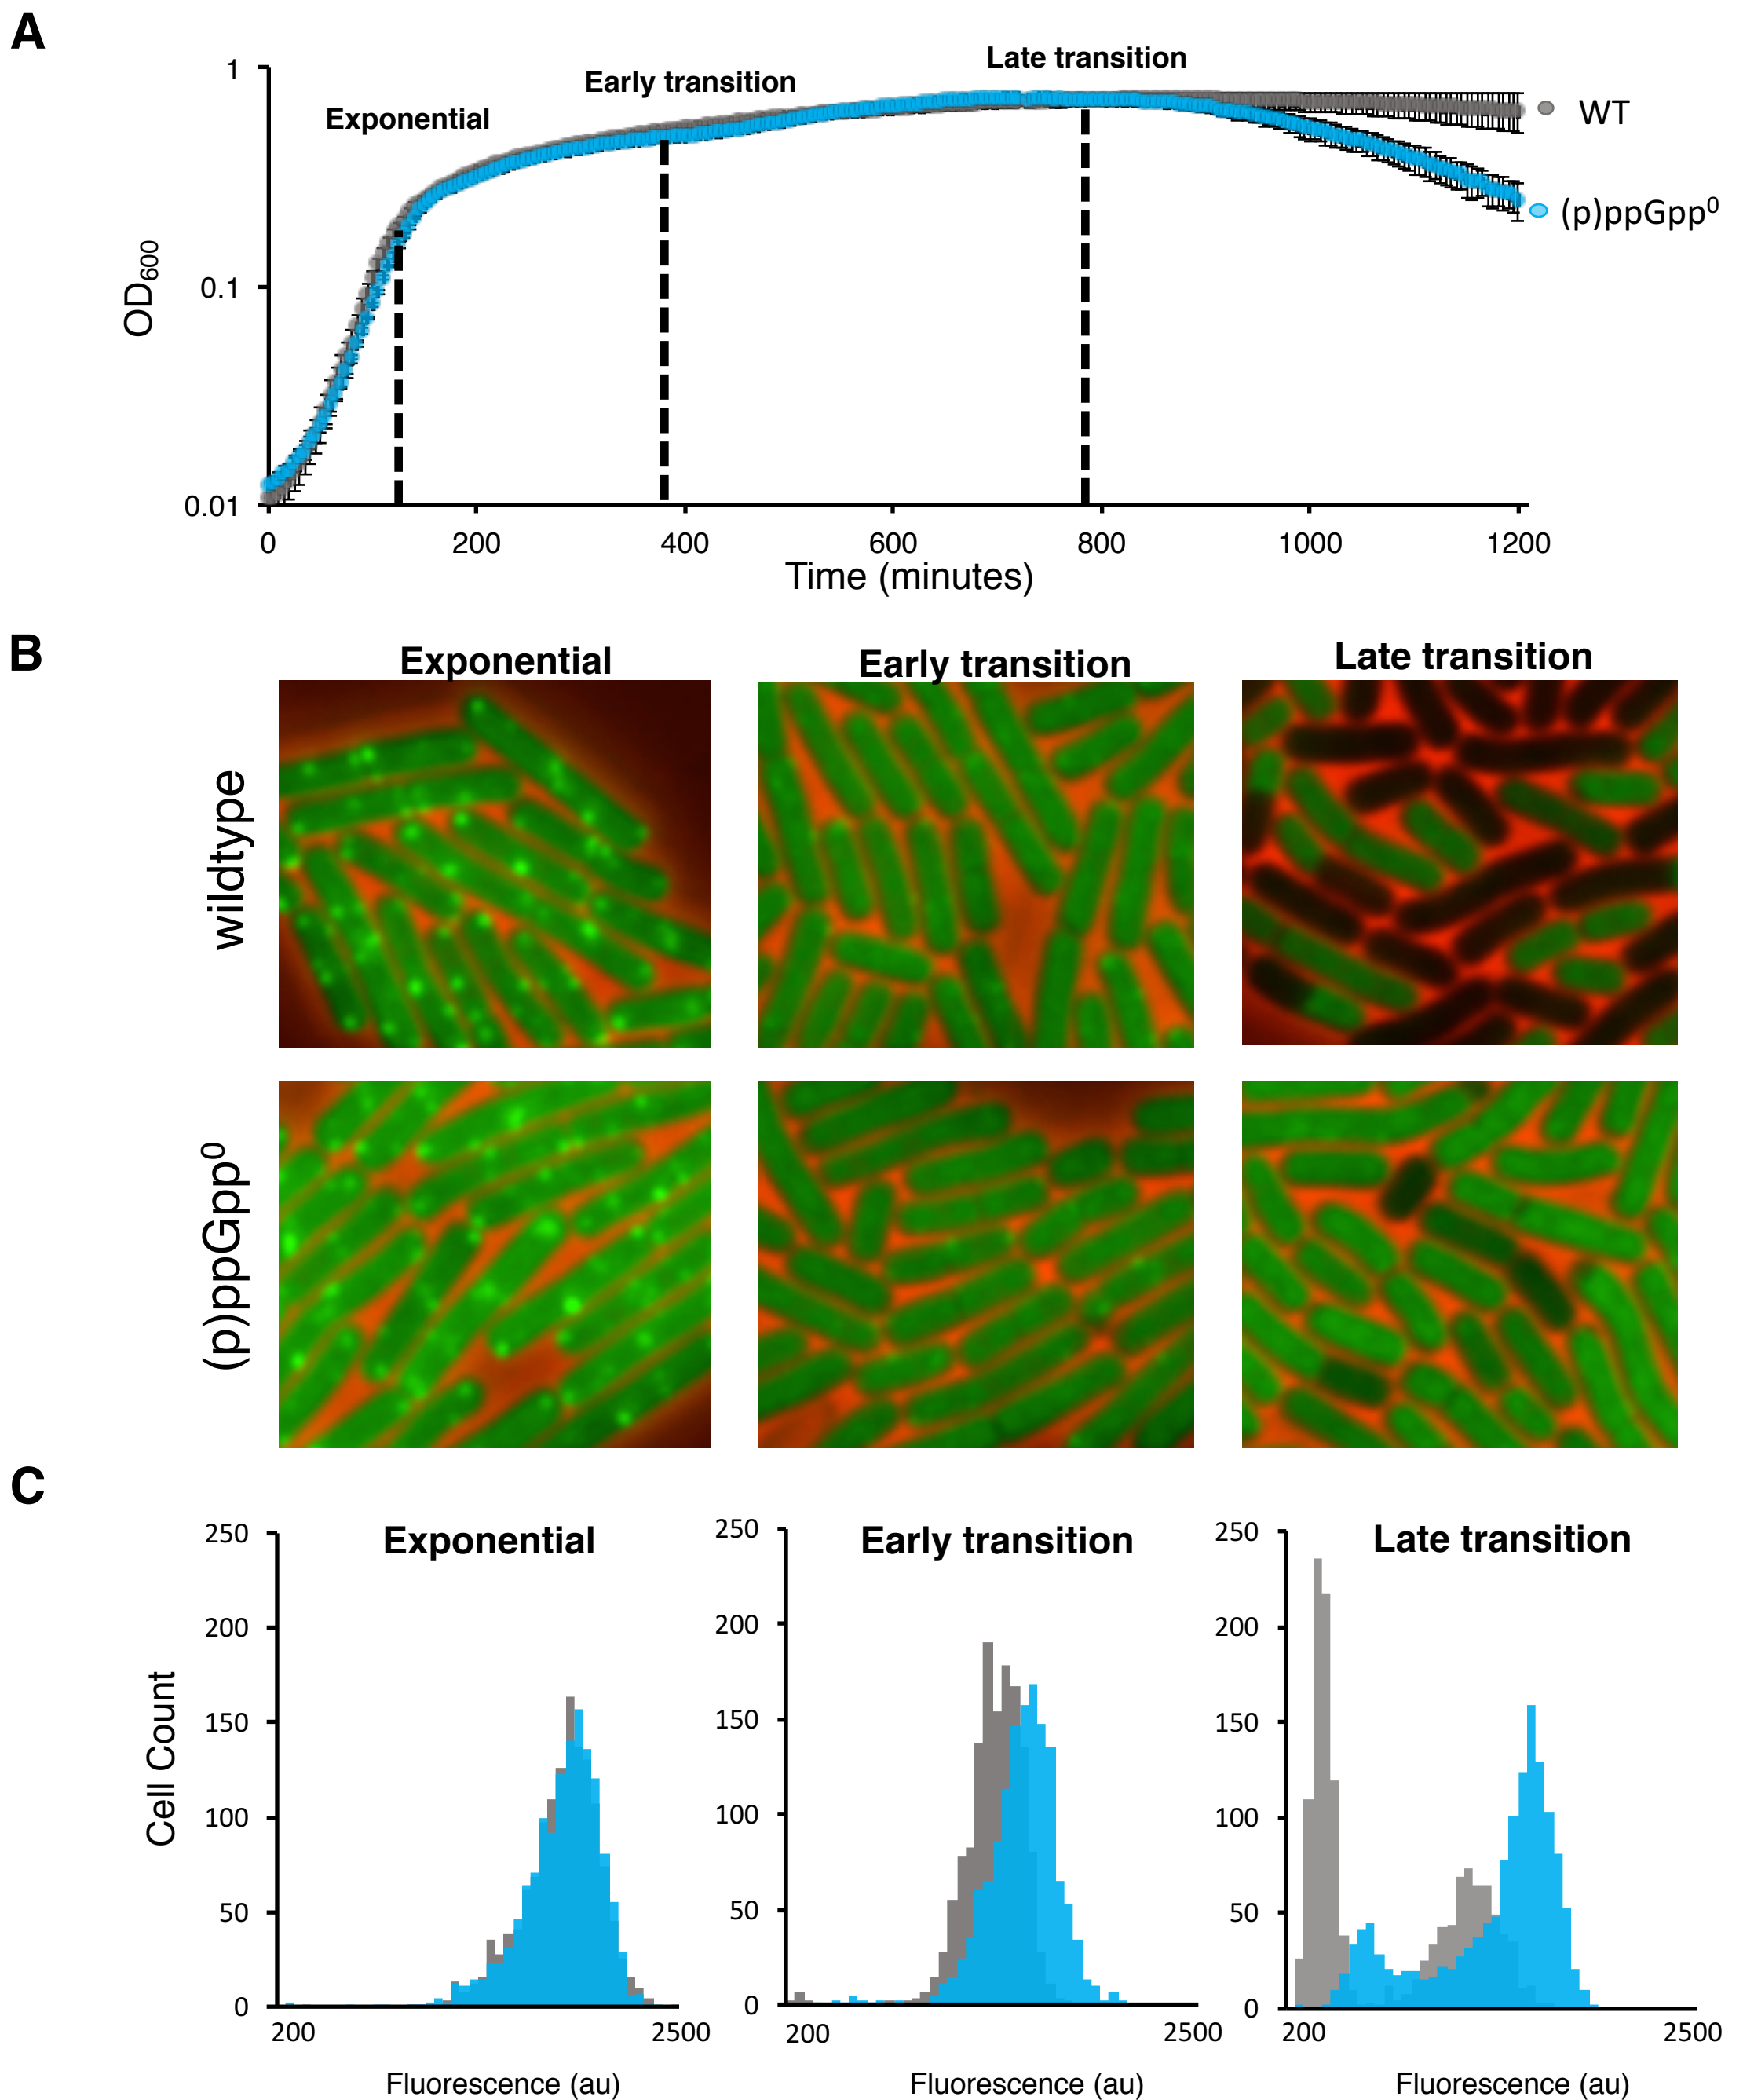 A
Exponential
Early transition
Late transition
1
0.1
0.01
OD600
0
200
400
600
800
1000
1200
Time (minutes)
WT
(p)ppGpp0
B
Exponential
Early transition
Late transition
wildtype
(p)ppGpp0
C
Exponential
Early transition
Late transition
Cell Count
250
200
150
100
50
0
200
2500
Fluorescence (au)
250
200
150
100
50
0
200
2500
Fluorescence (au)
250
200
150
100
50
0
200
2500
Fluorescence (au)